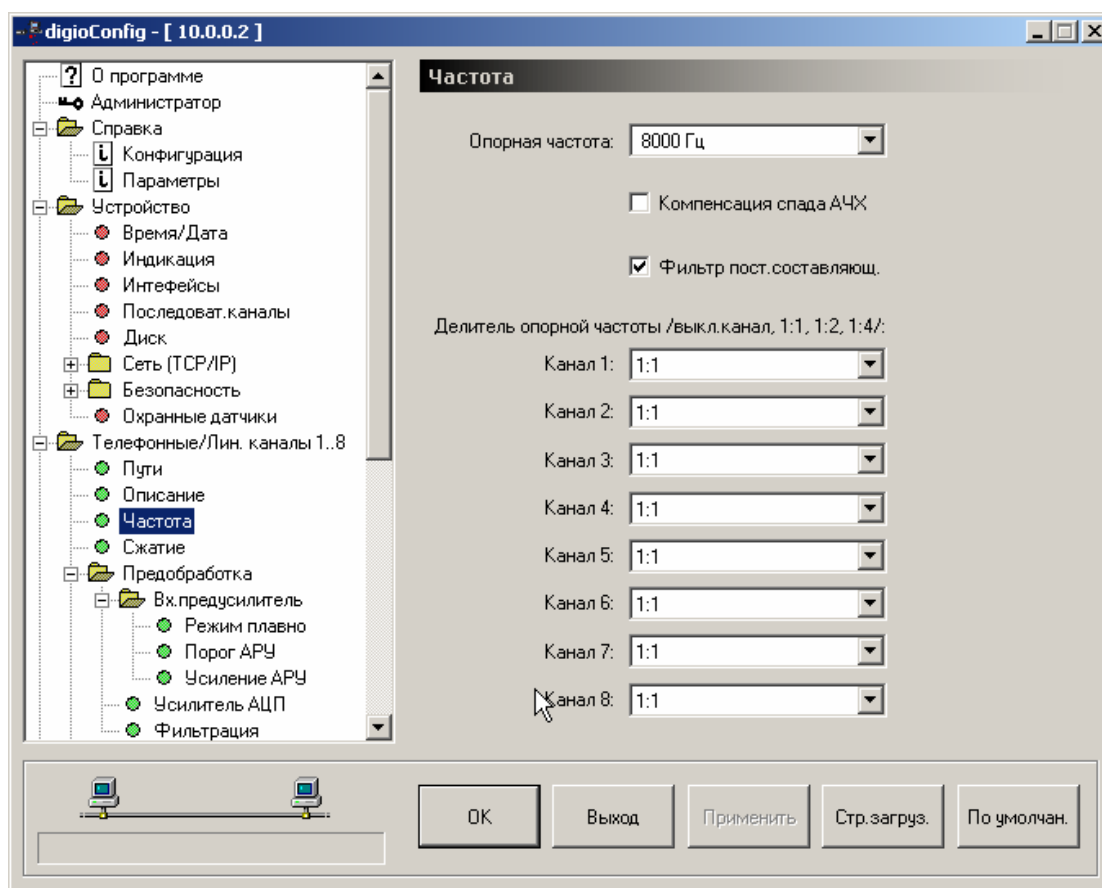 digioConfig - [ 10.0.0.2 ]
? О программе
Администратор
Справка
i Конфигурация
i Параметры
Устройство
Время/Дата
Индикация
Интефейсы
Последоват.каналы
Диск
Сеть (TCP/IP)
Безопасность
Охранные датчики
Телефонные/Лин. каналы 1..8
Пути
Описание
Частота
Сжатие
Предобработка
Вх.предусилитель
Режим плавно
Порог АРУ
Усиление АРУ
Усилитель АЦП
Фильтрация
Частота
Опорная частота: 8000 Гц
Компенсация спада АЧХ
Фильтр пост.составляющ.
Делитель опорной частоты /выкл.канал, 1:1, 1:2, 1:4/:
Канал 1: 1:1
Канал 2: 1:1
Канал 3: 1:1
Канал 4: 1:1
Канал 5: 1:1
Канал 6: 1:1
Канал 7: 1:1
Канал 8: 1:1
OK Выход Применить Стр.загруз. По умолчан.